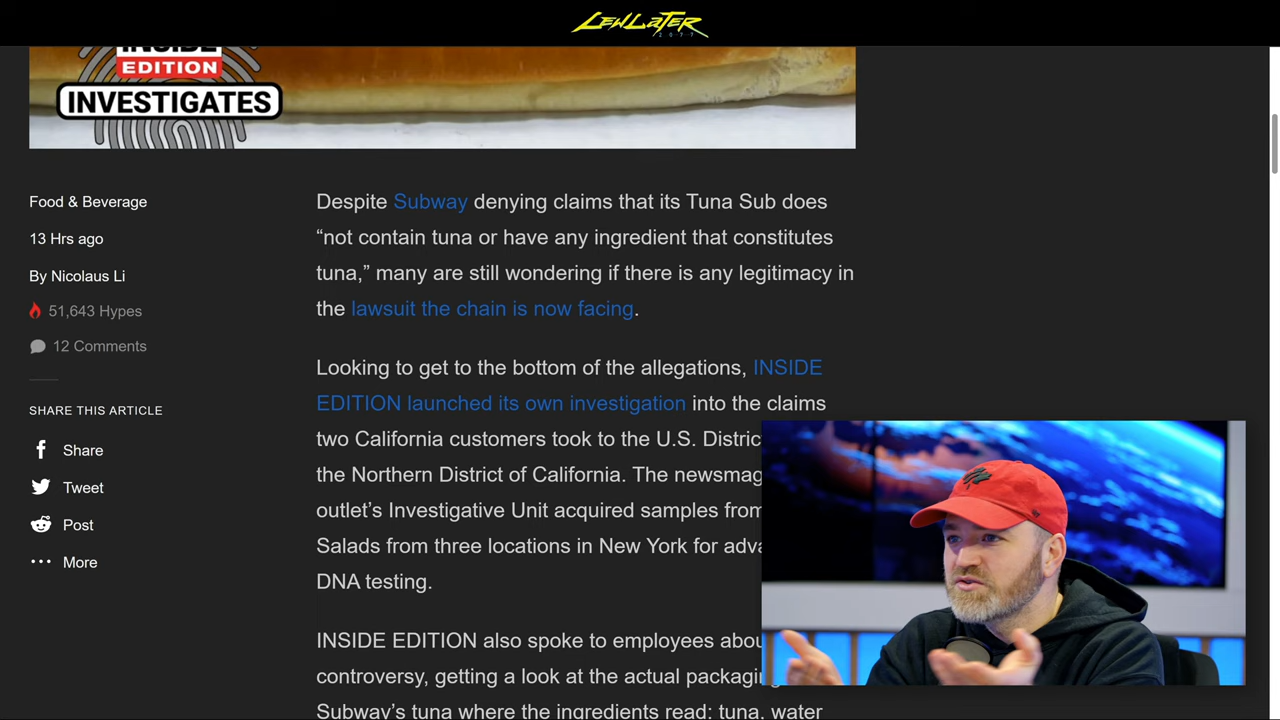 LEWLATER
2077
INSIDE
EDITION
INVESTIGATES
Food & Beverage
13 Hrs ago
By Nicolaus Li
51,643 Hypes
12 Comments
SHARE THIS ARTICLE
Share
Tweet
Post
More
Despite Subway denying claims that its Tuna Sub does
“not contain tuna or have any ingredient that constitutes
tuna,” many are still wondering if there is any legitimacy in
the lawsuit the chain is now facing.
Looking to get to the bottom of the allegations, INSIDE
EDITION launched its own investigation into the claims
two California customers took to the U.S. Distric
the Northern District of California. The newsmag
outlet’s Investigative Unit acquired samples from
Salads from three locations in New York for adva
DNA testing.
INSIDE EDITION also spoke to employees abou
controversy, getting a look at the actual packaging
Subway’s tuna where the ingredients read: tuna, water